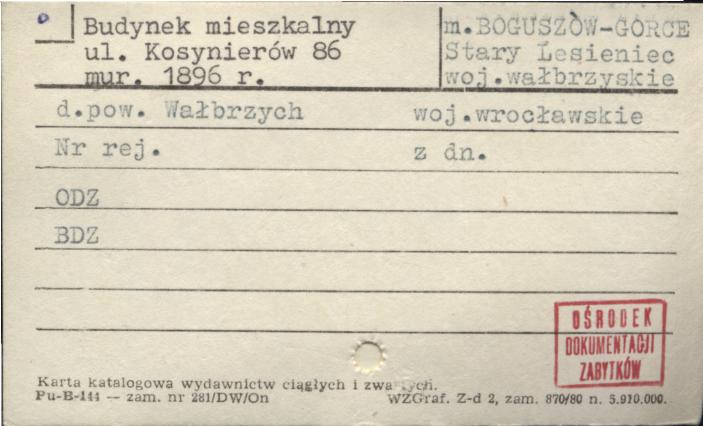 Budynek mieszkalny
ul. Kosynierów 86
mur. 1896 r.
m.BOGUSZÓW-GORCE
Stary Lesieniec
woj.wałbrzyskie
d.pow. Wałbrzych woj.wrocławskie
Nr rej. z dn.
ODZ
BDZ
OŚRODEK
DOKUMENTACJI
ZABYTKÓW
Karta katalogowa wydawnictw ciągłych i zwartych.
Pu-B-144 — zam. nr 281/DW/On WZGraf. Z-d 2, zam. 870/80 n. 5.910.000.